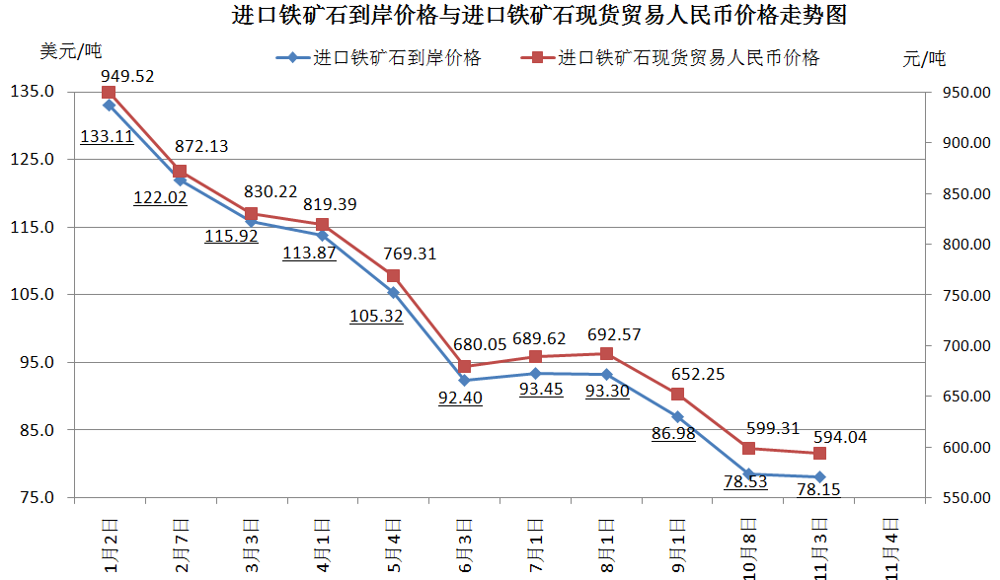 进口铁矿石到岸价格与进口铁矿石现货贸易人民币价格走势图
美元/吨
进口铁矿石到岸价格
进口铁矿石现货贸易人民币价格
元/吨
135.0
125.0
115.0
105.0
95.0
85.0
75.0
949.52
872.13
830.22
819.39
769.31
680.05
689.62
692.57
652.25
599.31
594.04
133.11
122.02
115.92
113.87
105.32
92.40
93.45
93.30
86.98
78.53
78.15
950.00
900.00
850.00
800.00
750.00
700.00
650.00
600.00
550.00
1月2日
2月7日
3月3日
4月1日
5月4日
6月3日
7月1日
8月1日
9月1日
10月8日
11月3日
11月4日